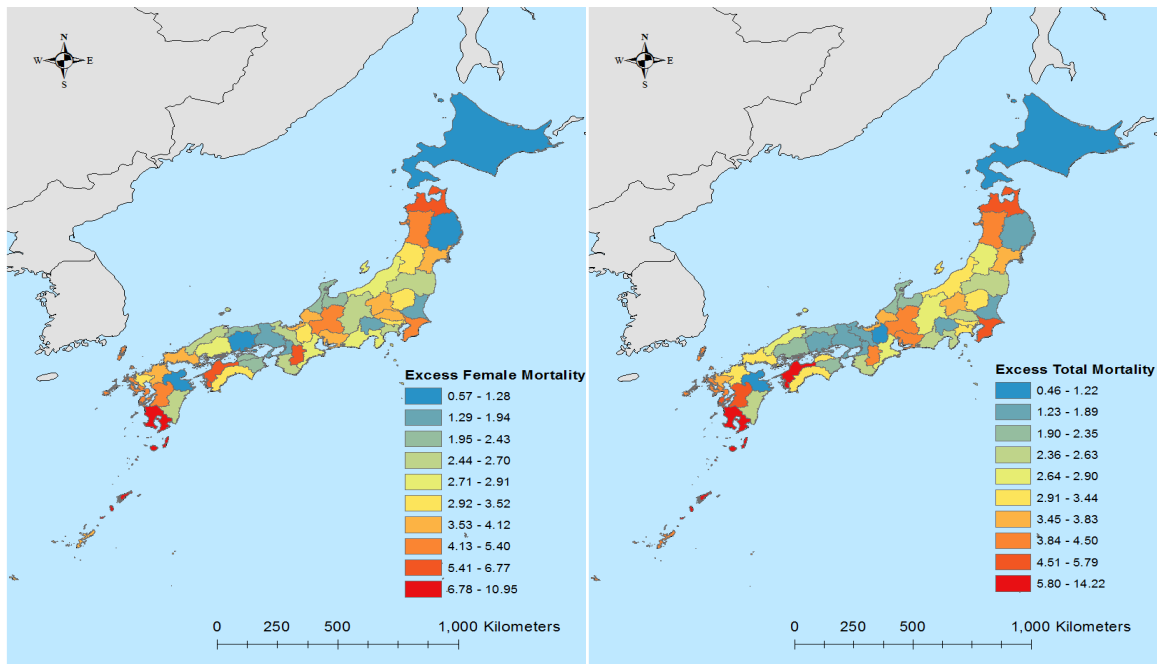 N
W E
S
Excess Female Mortality
0.57 - 1.28
1.29 - 1.94
1.95 - 2.43
2.44 - 2.70
2.71 - 2.91
2.92 - 3.52
3.53 - 4.12
4.13 - 5.40
5.41 - 6.77
6.78 - 10.95
0 250 500 1,000 Kilometers
N
W E
S
Excess Total Mortality
0.46 - 1.22
1.23 - 1.89
1.90 - 2.35
2.36 - 2.63
2.64 - 2.90
2.91 - 3.44
3.45 - 3.83
3.84 - 4.50
4.51 - 5.79
5.80 - 14.22
0 250 500 1,000 Kilometers